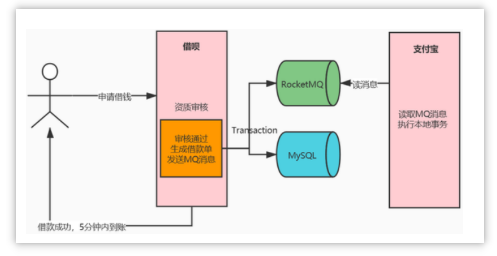 借呗
支付宝
申请借钱
资质审核
RocketMQ
读消息
审核通过
生成借款单
发送MQ消息
Transaction
读取MQ消息
执行本地事务
MySQL
借款成功，5分钟内到账